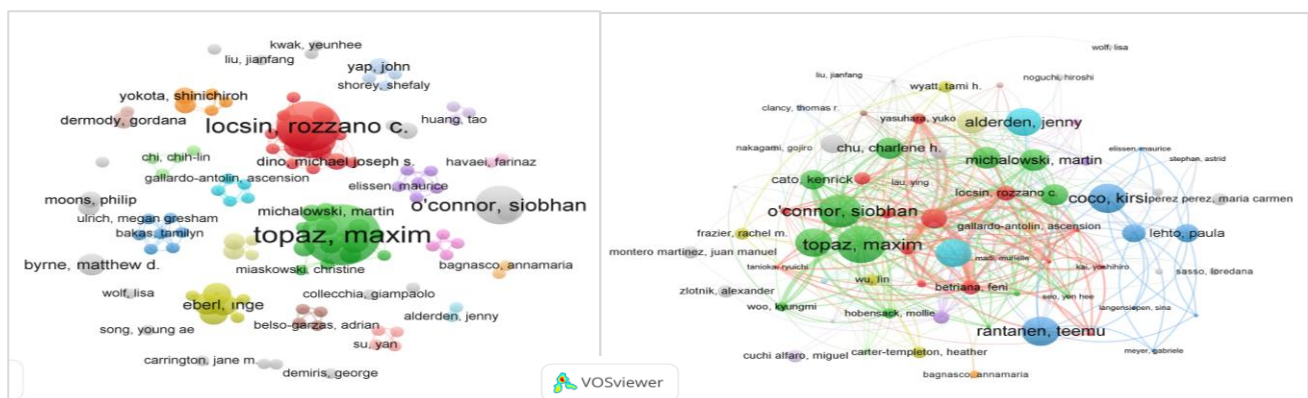 kwak, yeunhee
liu, jianfang
yap, john
shorey, shefaly
yokota, shinichiroh
dermody, gordana
huang, tao
locsin, rozzano c.
chi, chih-lin
dino, michael joseph s.
havaei, farinaz
gallardo-antolin, ascension
elissen, maurice
moons, philip
ulrich, megan gresham
michalowski, martin
o'connor, siobhan
bakas, tamilyn
topaz, maxim
byrne, matthew d.
miaskowski, christine
bagnasco, annamaria
wolf, lisa
eberl, inge
collecchia, giampaolo
alderden, jenny
song, young ae
belso-garzas, adrian
su, yan
carrington, jane m.
demiris, george
wolf, lisa
liu, jianfang
noguchi, hiroshi
wyatt, tami h.
clancy, thomas r.
yasuhara, yuko
alderden, jenny
nakagami, gojiro
chu, charlene h.
michalowski, martin
elissen, maurice
stephan, astrid
cato, kenrick
lau, ying
locsin, rozzano c.
coco, kirsi
perez perez, maria carmen
o'connor, siobhan
gallardo-antolin, ascension
frazier, rachel m.
lehto, paula
montero martinez, juan manuel
topaz, maxim
tanioka, ryuichi
wu, lin
kai, yoshihiro
sasso, loredana
zlotnik, alexander
betriana, feni
woo, kyungmi
hobensack, mollie
seo, yen hee
langensiepen, sina
rantanen, teemu
cuchi alfaro, miguel
carter-templeton, heather
meyer, gabriele
bagnasco, annamaria
VOSviewer